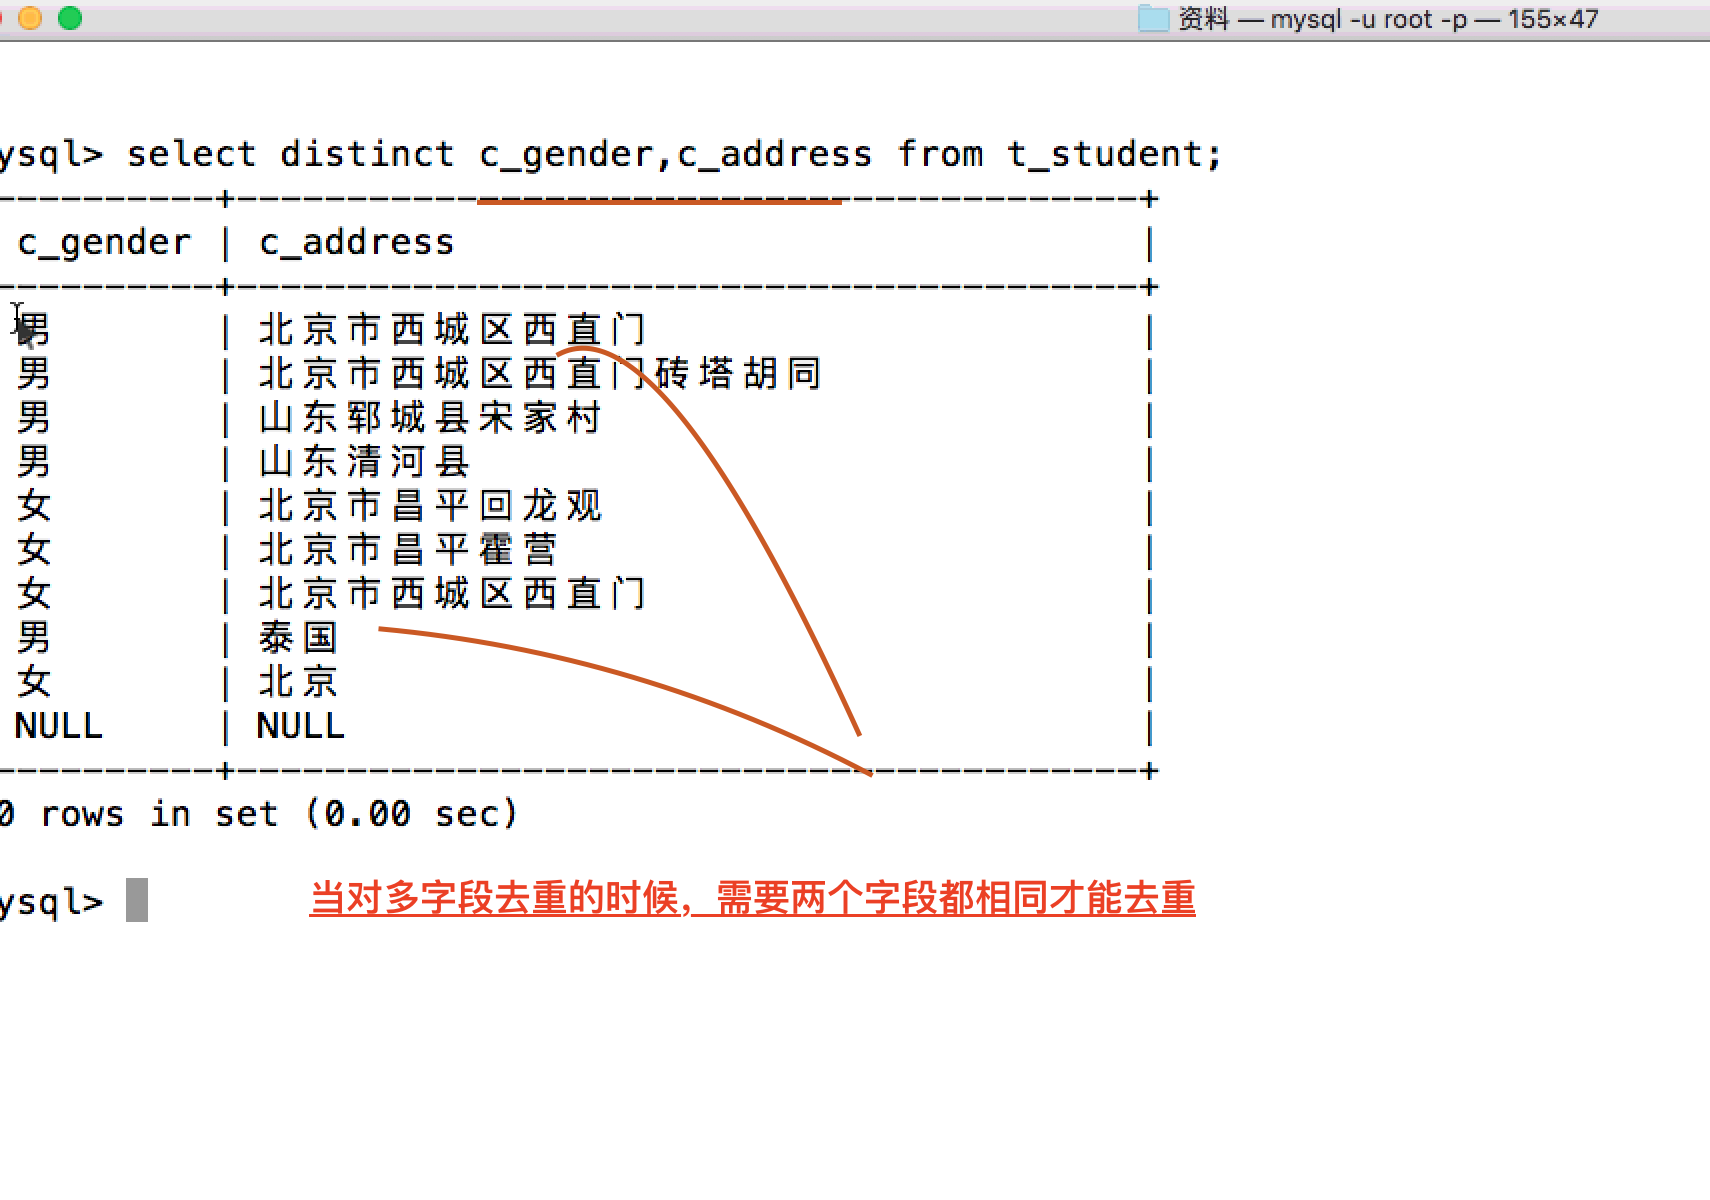 资料 — mysql -u root -p — 155×47
ysql> select distinct c_gender,c_address from t_student;
----------+------------------------------------------+
c_gender | c_address |
----------+------------------------------------------+
男 | 北京市西城区西直门 |
男 | 北京市西城区西直门砖塔胡同 |
男 | 山东郓城县宋家村 |
男 | 山东清河县 |
女 | 北京市昌平回龙观 |
女 | 北京市昌平霍营 |
女 | 北京市西城区西直门 |
男 | 泰国 |
女 | 北京 |
NULL | NULL |
----------+------------------------------------------+
0 rows in set (0.00 sec)
ysql>
当对多字段去重的时候，需要两个字段都相同才能去重